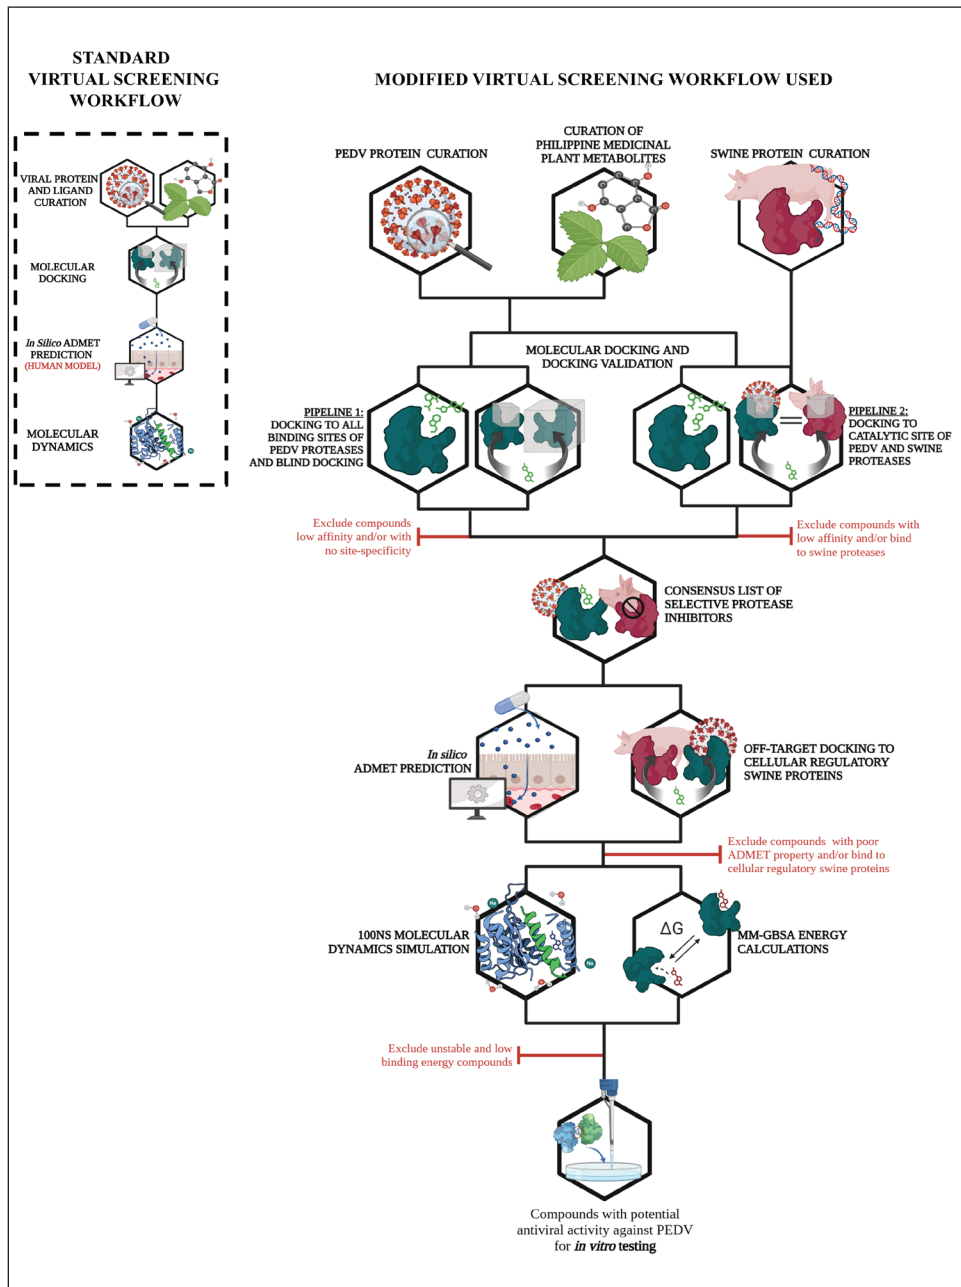 STANDARD
VIRTUAL SCREENING
WORKFLOW
VIRAL PROTEIN
AND LIGAND
CURATION
MOLECULAR
DOCKING
In Silico ADMET
PREDICTION
(HUMAN MODEL)
MOLECULAR
DYNAMICS
MODIFIED VIRTUAL SCREENING WORKFLOW USED
PEDV PROTEIN CURATION
CURATION OF
PHILIPPINE MEDICINAL
PLANT METABOLITES
SWINE PROTEIN CURATION
MOLECULAR DOCKING AND
DOCKING VALIDATION
PIPELINE 1:
DOCKING TO ALL
BINDING SITES OF
PEDV PROTEASES
AND BLIND DOCKING
PIPELINE 2:
DOCKING TO
CATALYTIC SITE OF
PEDV AND SWINE
PROTEASES
Exclude compounds
low affinity and/or with
no site-specificity
Exclude compounds with
low affinity and/or bind
to swine proteases
CONSENSUS LIST OF
SELECTIVE PROTEASE
INHIBITORS
In silico
ADMET PREDICTION
OFF-TARGET DOCKING TO
CELLULAR REGULATORY
SWINE PROTEINS
Exclude compounds with poor
ADMET property and/or bind to
cellular regulatory swine proteins
100NS MOLECULAR
DYNAMICS SIMULATION
Na
Na
ΔG
MM-GBSA ENERGY
CALCULATIONS
Exclude unstable and low
binding energy compounds
Compounds with potential
antiviral activity against PEDV
for in vitro testing